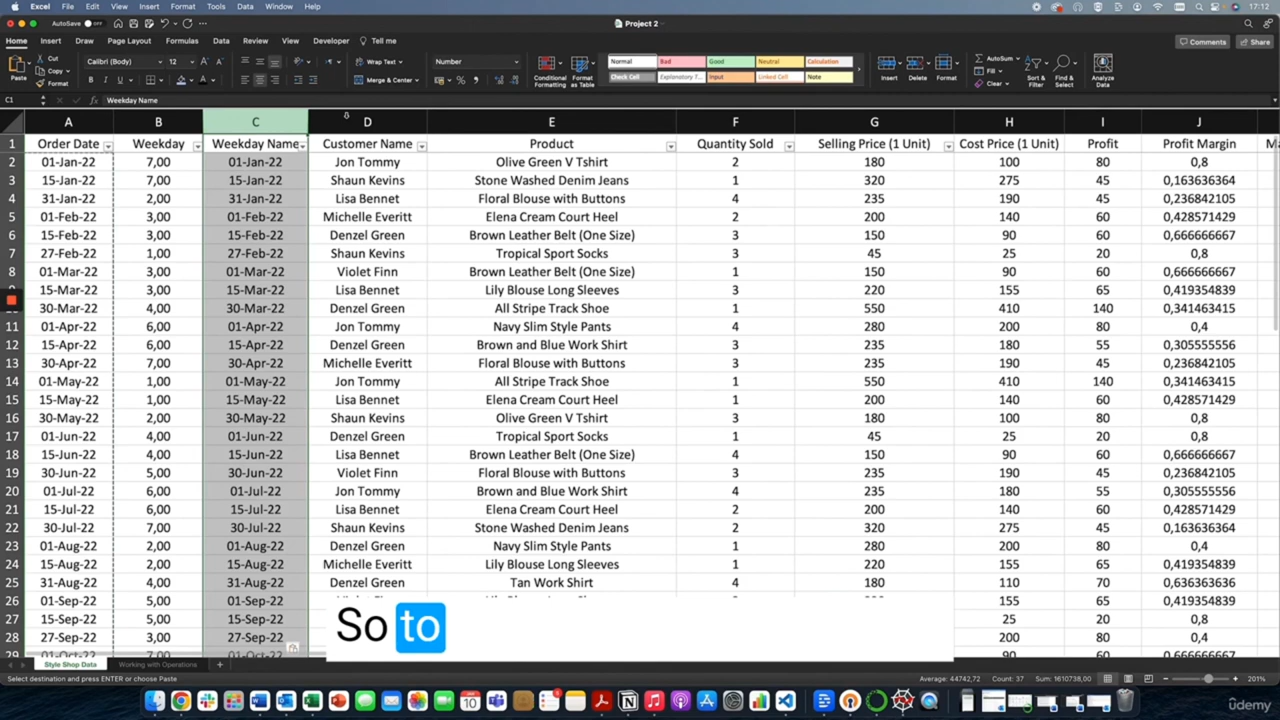 Excel File Edit View Insert Format Tools Data Window Help 17:12
AutoSave OFF Project 2
Home Insert Draw Page Layout Formulas Data Review View Developer Tell me Comments Share
Paste Cut Copy Format Calibri (Body) 12 Wrap Text Merge & Center Number Conditional Formatting Format as Table Normal Bad Good Neutral Calculation Check Cell Explanatory T... Input Linked Cell Note Insert Delete Format AutoSum Fill Clear Sort & Filter Find & Select Analyze Data
C1 fx Weekday Name
A B C D E F G H I J
1 Order Date Weekday Weekday Name Customer Name Product Quantity Sold Selling Price (1 Unit) Cost Price (1 Unit) Profit Profit Margin
2 01-Jan-22 7,00 01-Jan-22 Jon Tommy Olive Green V Tshirt 2 180 100 80 0,8
3 15-Jan-22 7,00 15-Jan-22 Shaun Kevins Stone Washed Denim Jeans 1 320 275 45 0,163636364
4 31-Jan-22 2,00 31-Jan-22 Lisa Bennet Floral Blouse with Buttons 4 235 190 45 0,236842105
5 01-Feb-22 3,00 01-Feb-22 Michelle Everitt Elena Cream Court Heel 2 200 140 60 0,428571429
6 15-Feb-22 3,00 15-Feb-22 Denzel Green Brown Leather Belt (One Size) 3 150 90 60 0,666666667
7 27-Feb-22 1,00 27-Feb-22 Shaun Kevins Tropical Sport Socks 3 45 25 20 0,8
8 01-Mar-22 3,00 01-Mar-22 Violet Finn Brown Leather Belt (One Size) 1 150 90 60 0,666666667
15-Mar-22 3,00 15-Mar-22 Lisa Bennet Lily Blouse Long Sleeves 3 220 155 65 0,419354839
30-Mar-22 4,00 30-Mar-22 Denzel Green All Stripe Track Shoe 1 550 410 140 0,341463415
11 01-Apr-22 6,00 01-Apr-22 Jon Tommy Navy Slim Style Pants 4 280 200 80 0,4
12 15-Apr-22 6,00 15-Apr-22 Michelle Everitt Brown and Blue Work Shirt 3 235 180 55 0,305555556
13 30-Apr-22 7,00 30-Apr-22 Michelle Everitt Floral Blouse with Buttons 3 235 190 45 0,236842105
14 01-May-22 1,00 01-May-22 Jon Tommy All Stripe Track Shoe 1 550 410 140 0,341463415
15 15-May-22 1,00 15-May-22 Lisa Bennet Elena Cream Court Heel 1 200 140 60 0,428571429
16 30-May-22 2,00 30-May-22 Shaun Kevins Olive Green V Tshirt 3 180 100 80 0,8
17 01-Jun-22 4,00 01-Jun-22 Denzel Green Tropical Sport Socks 1 45 25 20 0,8
18 15-Jun-22 4,00 15-Jun-22 Lisa Bennet Brown Leather Belt (One Size) 4 150 90 60 0,666666667
19 30-Jun-22 5,00 30-Jun-22 Violet Finn Floral Blouse with Buttons 3 235 190 45 0,236842105
20 01-Jul-22 6,00 01-Jul-22 Jon Tommy Brown and Blue Work Shirt 4 235 180 55 0,305555556
21 15-Jul-22 6,00 15-Jul-22 Lisa Bennet Elena Cream Court Heel 2 200 140 60 0,428571429
22 30-Jul-22 7,00 30-Jul-22 Shaun Kevins Stone Washed Denim Jeans 2 320 275 45 0,163636364
23 01-Aug-22 2,00 01-Aug-22 Denzel Green Navy Slim Style Pants 1 280 200 80 0,4
24 15-Aug-22 2,00 15-Aug-22 Michelle Everitt Lily Blouse Long Sleeves 1 220 155 65 0,419354839
25 31-Aug-22 4,00 31-Aug-22 Denzel Green Tan Work Shirt 4 180 110 70 0,636363636
26 01-Sep-22 5,00 01-Sep-22 155 65 0,419354839
27 15-Sep-22 5,00 15-Sep-22 25 20 0,8
28 27-Sep-22 3,00 27-Sep-22 200 80 0,4
29 01-Oct-22 7,00 01-Oct-22 90 60 0,666666667
So to
Style Shop Data Working with Operations +
Select destination and press ENTER or choose Paste Average: 44742,72 Count: 37 Sum: 1610738,00 201%
udemy